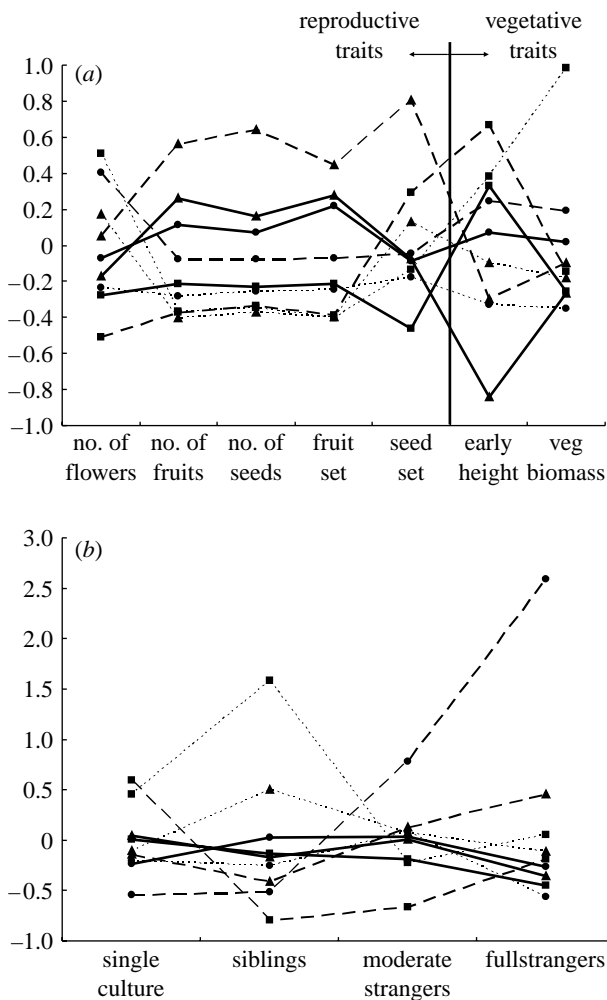 reproductive vegetative
traits traits
(a)
1.0
0.8
0.6
0.4
0.2
0
–0.2
–0.4
–0.6
–0.8
–1.0
no. of no. of no. of fruit seed early veg
flowers fruits seeds set set height biomass
(b)
3.0
2.5
2.0
1.5
1.0
0.5
0
–0.5
–1.0
single siblings moderate fullstrangers
culture strangers